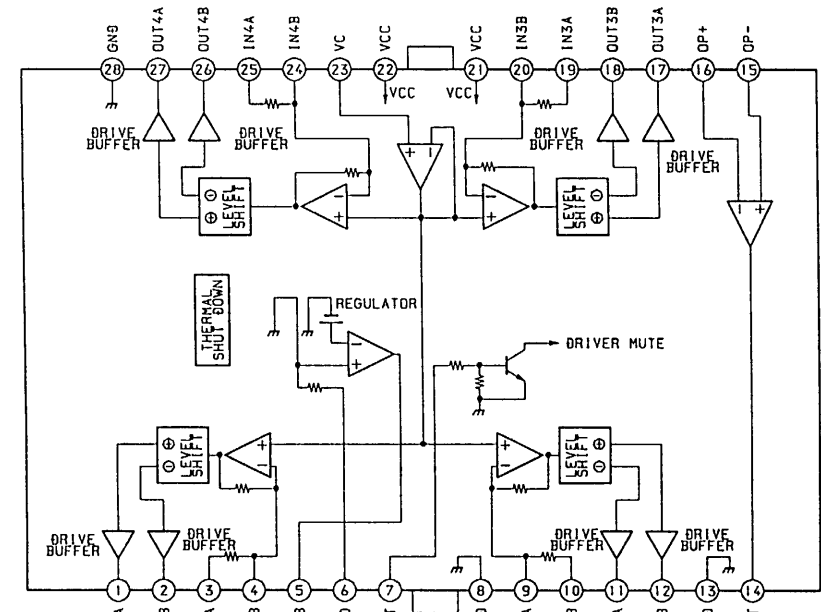 GND
OUT4A
OUT4B
IN4A
IN4B
VC
VCC
VCC
IN3B
IN3A
OUT3B
OUT3A
OP+
OP-
28
27
26
25
24
23
22
21
20
19
18
17
16
15
VCC
VCC
DRIVE BUFFER
DRIVE BUFFER
DRIVE BUFFER
DRIVE BUFFER
LEVEL SHIFT
LEVEL SHIFT
THERMAL SHUT DOWN
REGULATOR
DRIVER MUTE
LEVEL SHIFT
LEVEL SHIFT
DRIVE BUFFER
DRIVE BUFFER
DRIVE BUFFER
DRIVE BUFFER
1
2
3
4
5
6
7
8
9
10
11
12
13
14